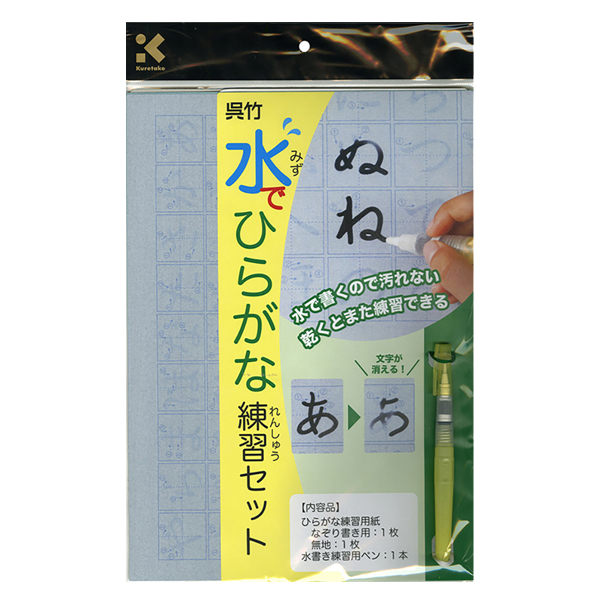 Kuretake
呉竹
水でひらがな
みず
練習セット
れんしゅう
ぬ
ね
水で書くので汚れない
乾くとまた練習できる
文字が
消える！
あ
【内容品】
ひらがな練習用紙
なぞり書き用：1枚
無地：1枚
水書き練習用ペン：1本